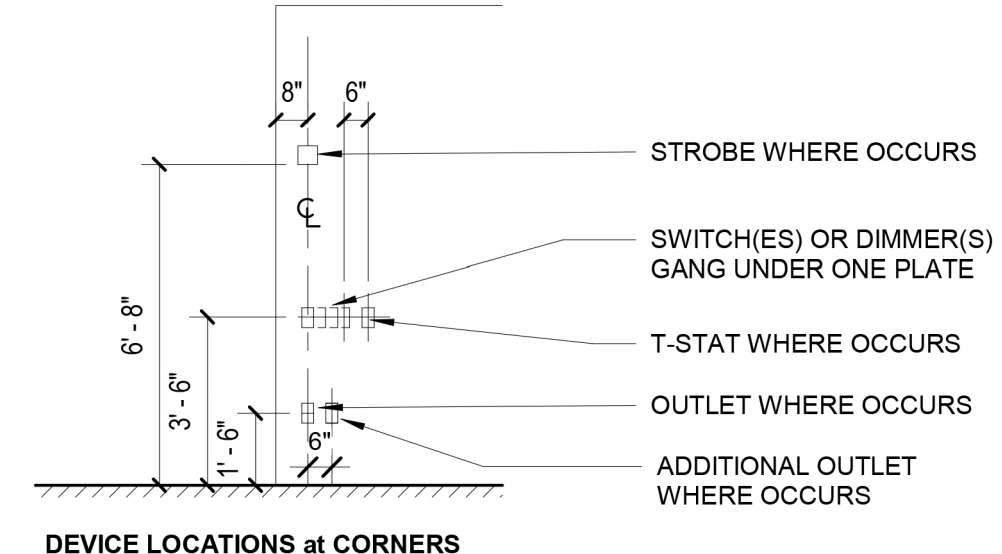 8"
6"
STROBE WHERE OCCURS
CL
SWITCH(ES) OR DIMMER(S)
GANG UNDER ONE PLATE
6' - 8"
T-STAT WHERE OCCURS
3' - 6"
OUTLET WHERE OCCURS
1' - 6"
6"
ADDITIONAL OUTLET
WHERE OCCURS
DEVICE LOCATIONS at CORNERS